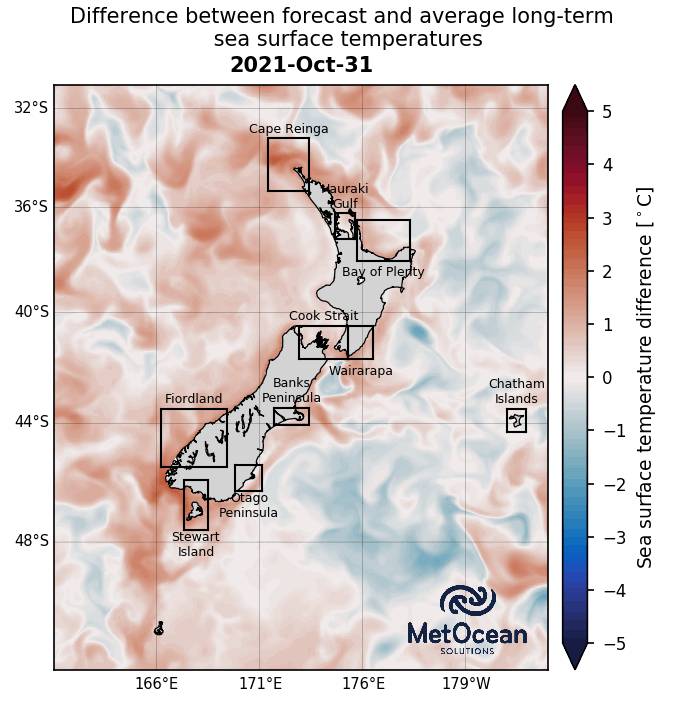 Difference between forecast and average long-term
sea surface temperatures
2021-Oct-31
32°S
36°S
40°S
44°S
48°S
166°E
171°E
176°E
179°W
Cape Reinga
Hauraki
Gulf
Bay of Plenty
Cook Strait
Wairarapa
Banks
Peninsula
Fiordland
Chatham
Islands
Otago
Peninsula
Stewart
Island
MetOcean
SOLUTIONS
5
4
3
2
1
0
−1
−2
−3
−4
−5
Sea surface temperature difference [°C]